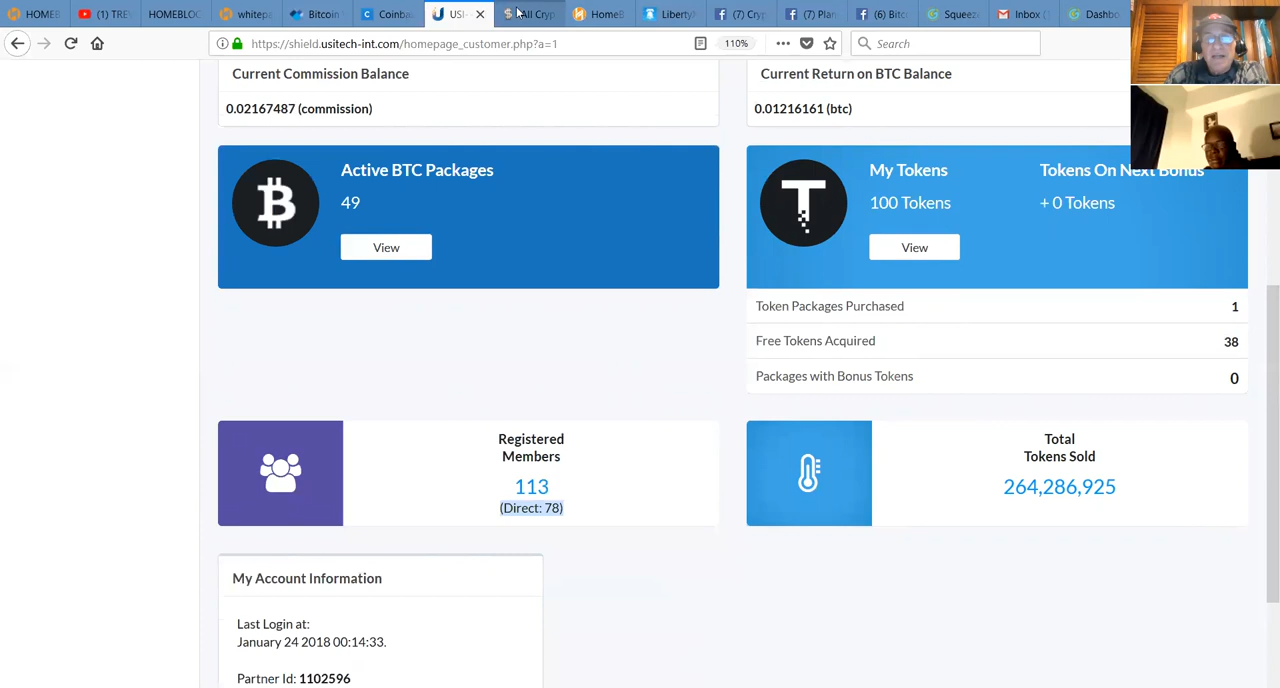 HOMEB
(1) TREV
HOMEBLOC
whitepa
Bitcoin
Coinba
USI-
All Cryp
HomeB
Liberty
(7) Cry
(7) Plan
(6) Bitc
Squeez
Inbox (
Dashbo
https://shield.usitech-int.com/homepage_customer.php?a=1
110%
Search
Current Commission Balance
0.02167487 (commission)
Current Return on BTC Balance
0.01216161 (btc)
Active BTC Packages
49
View
My Tokens
100 Tokens
View
Tokens On Next Bonus
+ 0 Tokens
Token Packages Purchased 1
Free Tokens Acquired 38
Packages with Bonus Tokens 0
Registered
Members
113
(Direct: 78)
Total
Tokens Sold
264,286,925
My Account Information
Last Login at:
January 24 2018 00:14:33.
Partner Id: 1102596